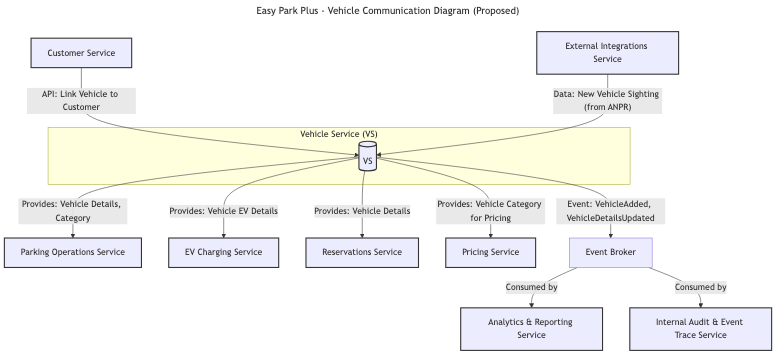 Easy Park Plus - Vehicle Communication Diagram (Proposed)
Customer Service
External Integrations
Service
API: Link Vehicle to
Customer
Data: New Vehicle Sighting
(from ANPR)
Vehicle Service (VS)
VS
Provides: Vehicle Details,
Category
Provides: Vehicle EV Details
Provides: Vehicle Details
Provides: Vehicle Category
for Pricing
Event: VehicleAdded,
VehicleDetailsUpdated
Parking Operations Service
EV Charging Service
Reservations Service
Pricing Service
Event Broker
Consumed by
Consumed by
Analytics & Reporting
Service
Internal Audit & Event
Trace Service